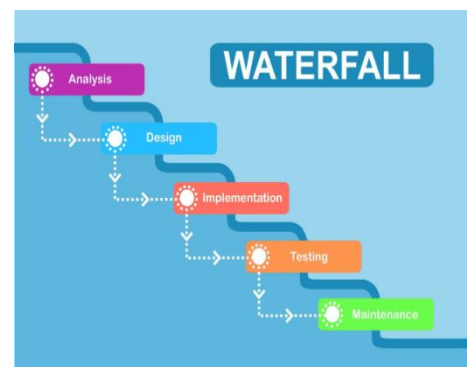 WATERFALL
Analysis
Design
Implementation
Testing
Maintenance